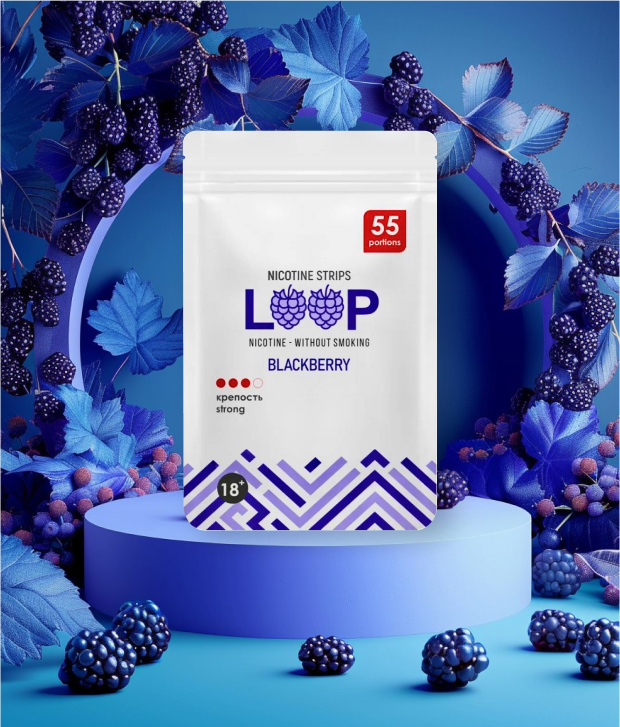 55
portions
NICOTINE STRIPS
LOOP
NICOTINE - WITHOUT SMOKING
BLACKBERRY
крепость
strong
18+